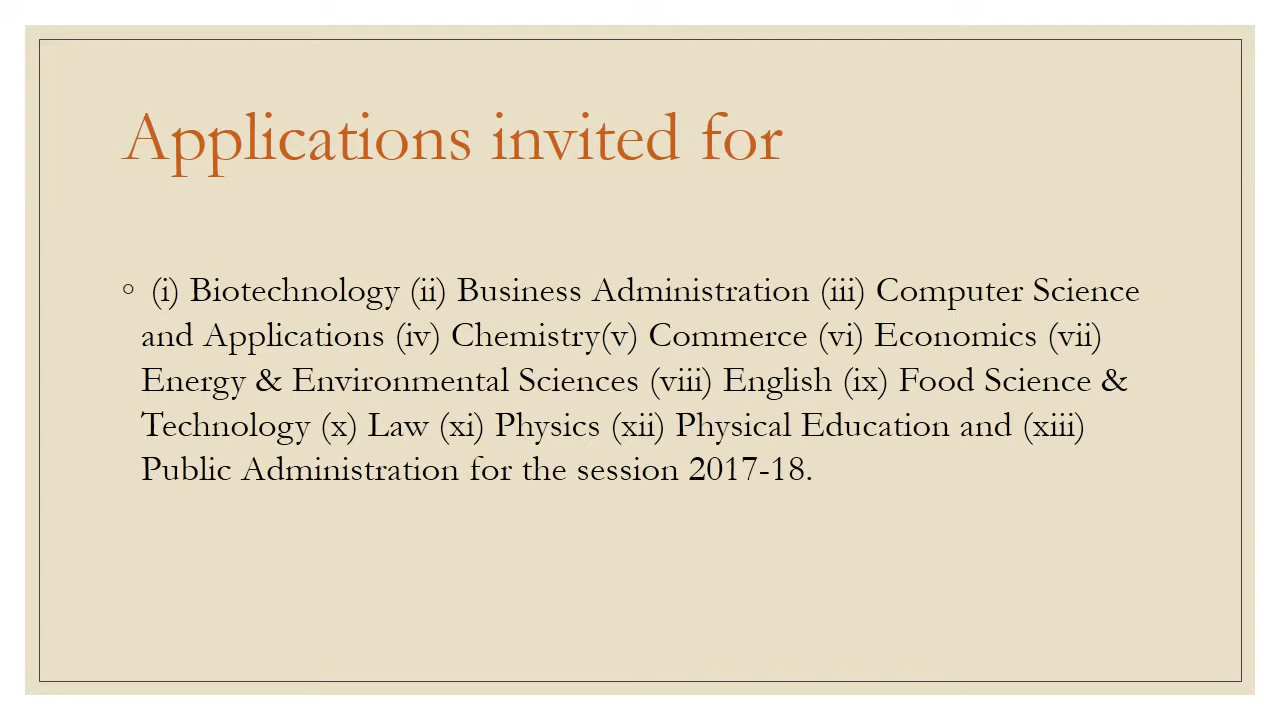 Applications invited for
◦ (i) Biotechnology (ii) Business Administration (iii) Computer Science
and Applications (iv) Chemistry(v) Commerce (vi) Economics (vii)
Energy & Environmental Sciences (viii) English (ix) Food Science &
Technology (x) Law (xi) Physics (xii) Physical Education and (xiii)
Public Administration for the session 2017-18.